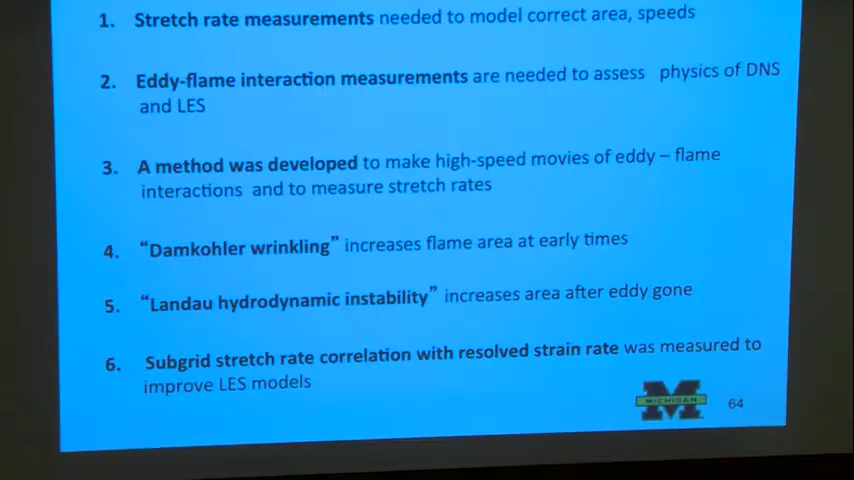 1. Stretch rate measurements needed to model correct area, speeds
2. Eddy-flame interaction measurements are needed to assess physics of DNS
and LES
3. A method was developed to make high-speed movies of eddy – flame
interactions and to measure stretch rates
4. “Damkohler wrinkling” increases flame area at early times
5. “Landau hydrodynamic instability” increases area after eddy gone
6. Subgrid stretch rate correlation with resolved strain rate was measured to
improve LES models
M
MICHIGAN
64